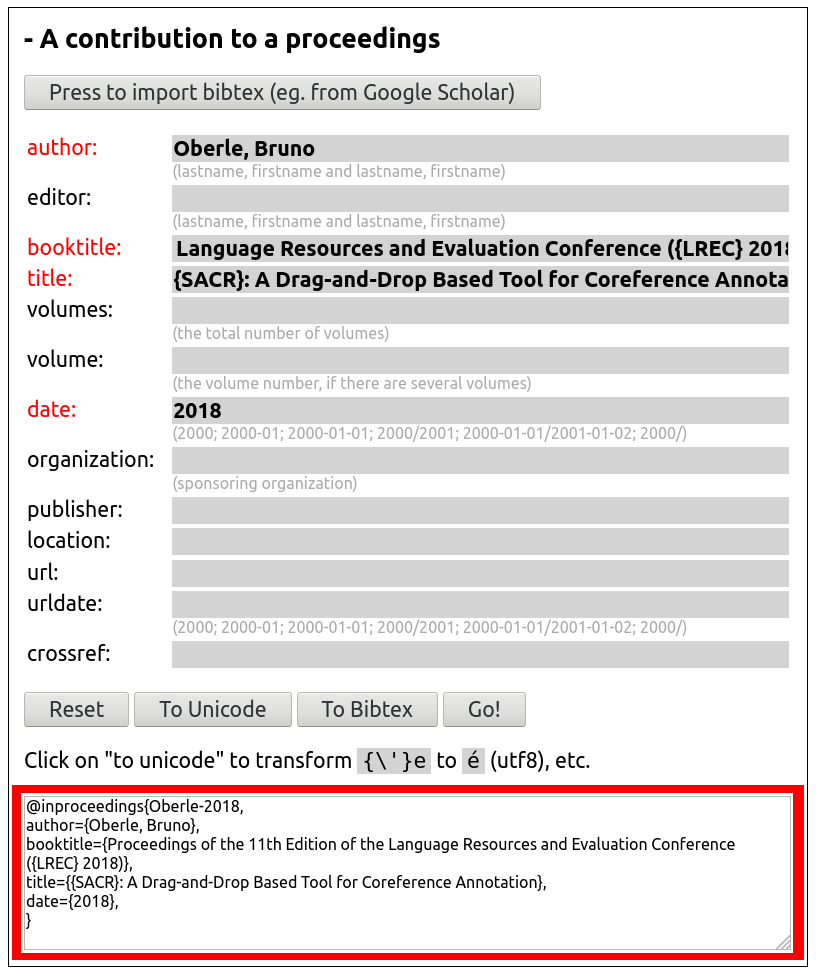 - A contribution to a proceedings
Press to import bibtex (eg. from Google Scholar)
author: Oberle, Bruno
(lastname, firstname and lastname, firstname)
editor:
(lastname, firstname and lastname, firstname)
booktitle: Language Resources and Evaluation Conference ({LREC} 2018
title: {SACR}: A Drag-and-Drop Based Tool for Coreference Annota
volumes:
(the total number of volumes)
volume:
(the volume number, if there are several volumes)
date: 2018
(2000; 2000-01; 2000-01-01; 2000/2001; 2000-01-01/2001-01-02; 2000/)
organization:
(sponsoring organization)
publisher:
location:
url:
urldate:
(2000; 2000-01; 2000-01-01; 2000/2001; 2000-01-01/2001-01-02; 2000/)
crossref:
Reset To Unicode To Bibtex Go!
Click on "to unicode" to transform {\'}e to é (utf8), etc.
@inproceedings{Oberle-2018,
author={Oberle, Bruno},
booktitle={Proceedings of the 11th Edition of the Language Resources and Evaluation Conference
({LREC} 2018)},
title={{SACR}: A Drag-and-Drop Based Tool for Coreference Annotation},
date={2018},
}